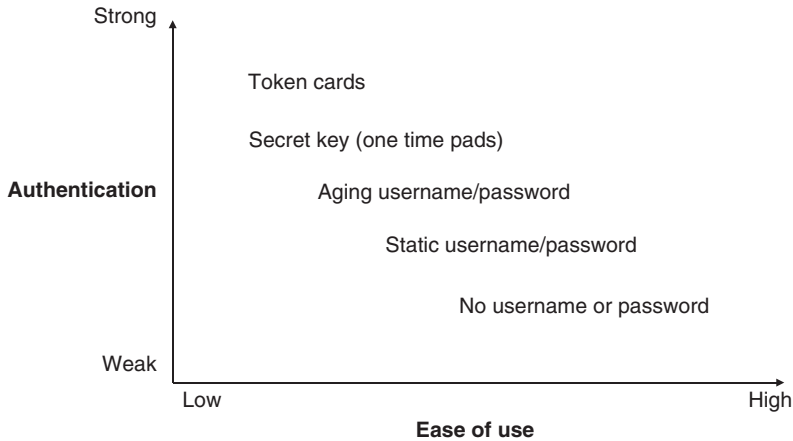 Strong
Token cards
Secret key (one time pads)
Authentication
Aging username/password
Static username/password
No username or password
Weak
Low
High
Ease of use